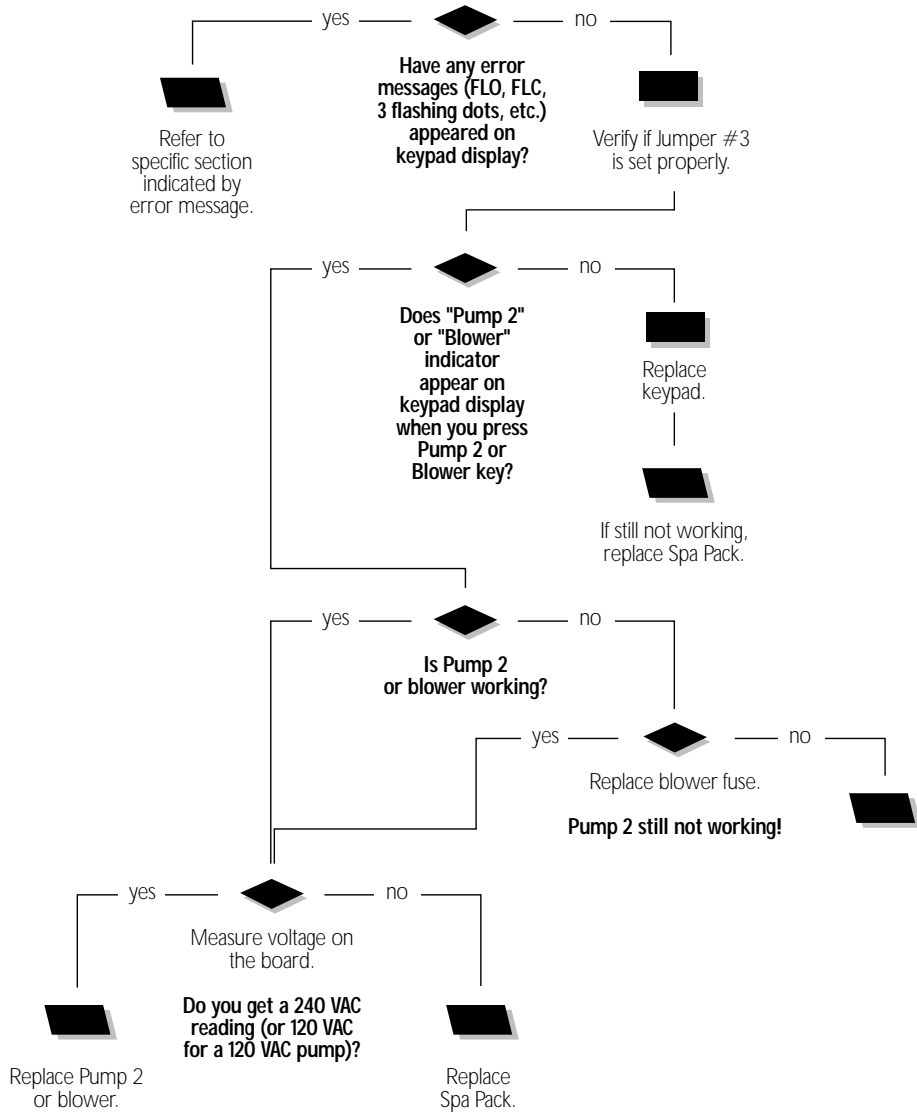 yes
no
Have any error
messages (FLO, FLC,
3 flashing dots, etc.)
appeared on
keypad display?
Refer to
specific section
indicated by
error message.
Verify if Jumper #3
is set properly.
yes
no
Does "Pump 2"
or "Blower"
indicator
appear on
keypad display
when you press
Pump 2 or
Blower key?
Replace
keypad.
If still not working,
replace Spa Pack.
yes
no
Is Pump 2
or blower working?
yes
no
Replace blower fuse.
Pump 2 still not working!
yes
no
Measure voltage on
the board.
Do you get a 240 VAC
reading (or 120 VAC
for a 120 VAC pump)?
Replace Pump 2
or blower.
Replace
Spa Pack.